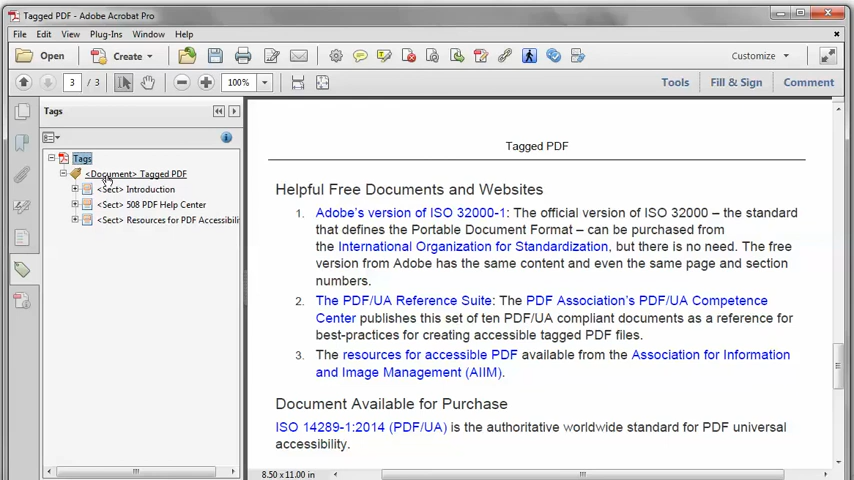 Tagged PDF - Adobe Acrobat Pro
File Edit View Plug-Ins Window Help
Open Create Customize
3 / 3 100% Tools Fill & Sign Comment
Tags
Tags
<Document> Tagged PDF
<Sect> Introduction
<Sect> 508 PDF Help Center
<Sect> Resources for PDF Accessibili
Tagged PDF
Helpful Free Documents and Websites
1. Adobe's version of ISO 32000-1: The official version of ISO 32000 – the standard
that defines the Portable Document Format – can be purchased from
the International Organization for Standardization, but there is no need. The free
version from Adobe has the same content and even the same page and section
numbers.
2. The PDF/UA Reference Suite: The PDF Association's PDF/UA Competence
Center publishes this set of ten PDF/UA compliant documents as a reference for
best-practices for creating accessible tagged PDF files.
3. The resources for accessible PDF available from the Association for Information
and Image Management (AIIM).
Document Available for Purchase
ISO 14289-1:2014 (PDF/UA) is the authoritative worldwide standard for PDF universal
accessibility.
8.50 x 11.00 in